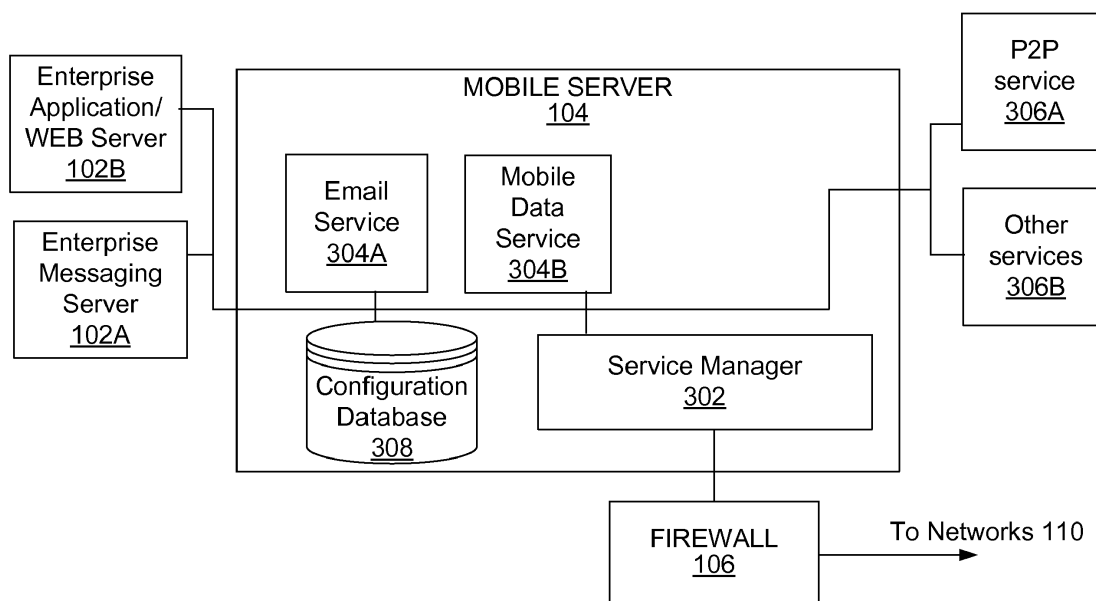 Enterprise
Application/
WEB Server
102B
Enterprise
Messaging
Server
102A
MOBILE SERVER
104
Email
Service
304A
Mobile
Data
Service
304B
Configuration
Database
308
Service Manager
302
P2P
service
306A
Other
services
306B
FIREWALL
106
To Networks 110